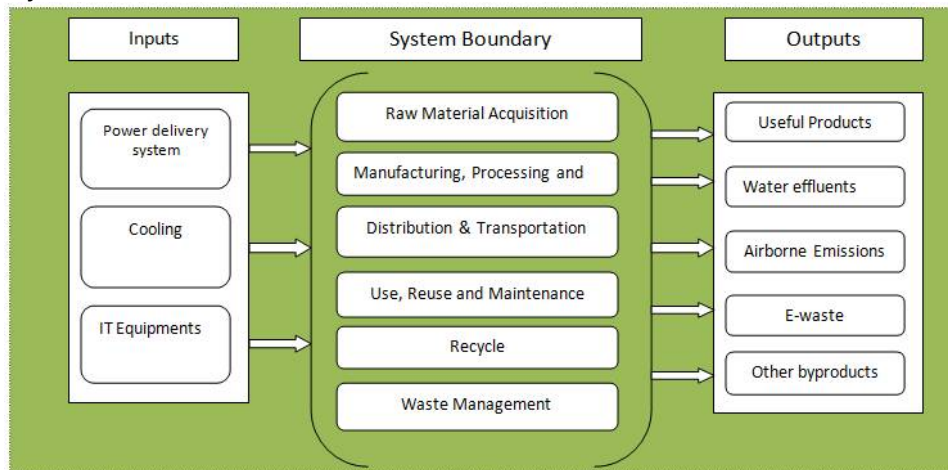 Inputs
System Boundary
Outputs
Power delivery
system
Cooling
IT Equipments
Raw Material Acquisition
Manufacturing, Processing and
Distribution & Transportation
Use, Reuse and Maintenance
Recycle
Waste Management
Useful Products
Water effluents
Airborne Emissions
E-waste
Other byproducts